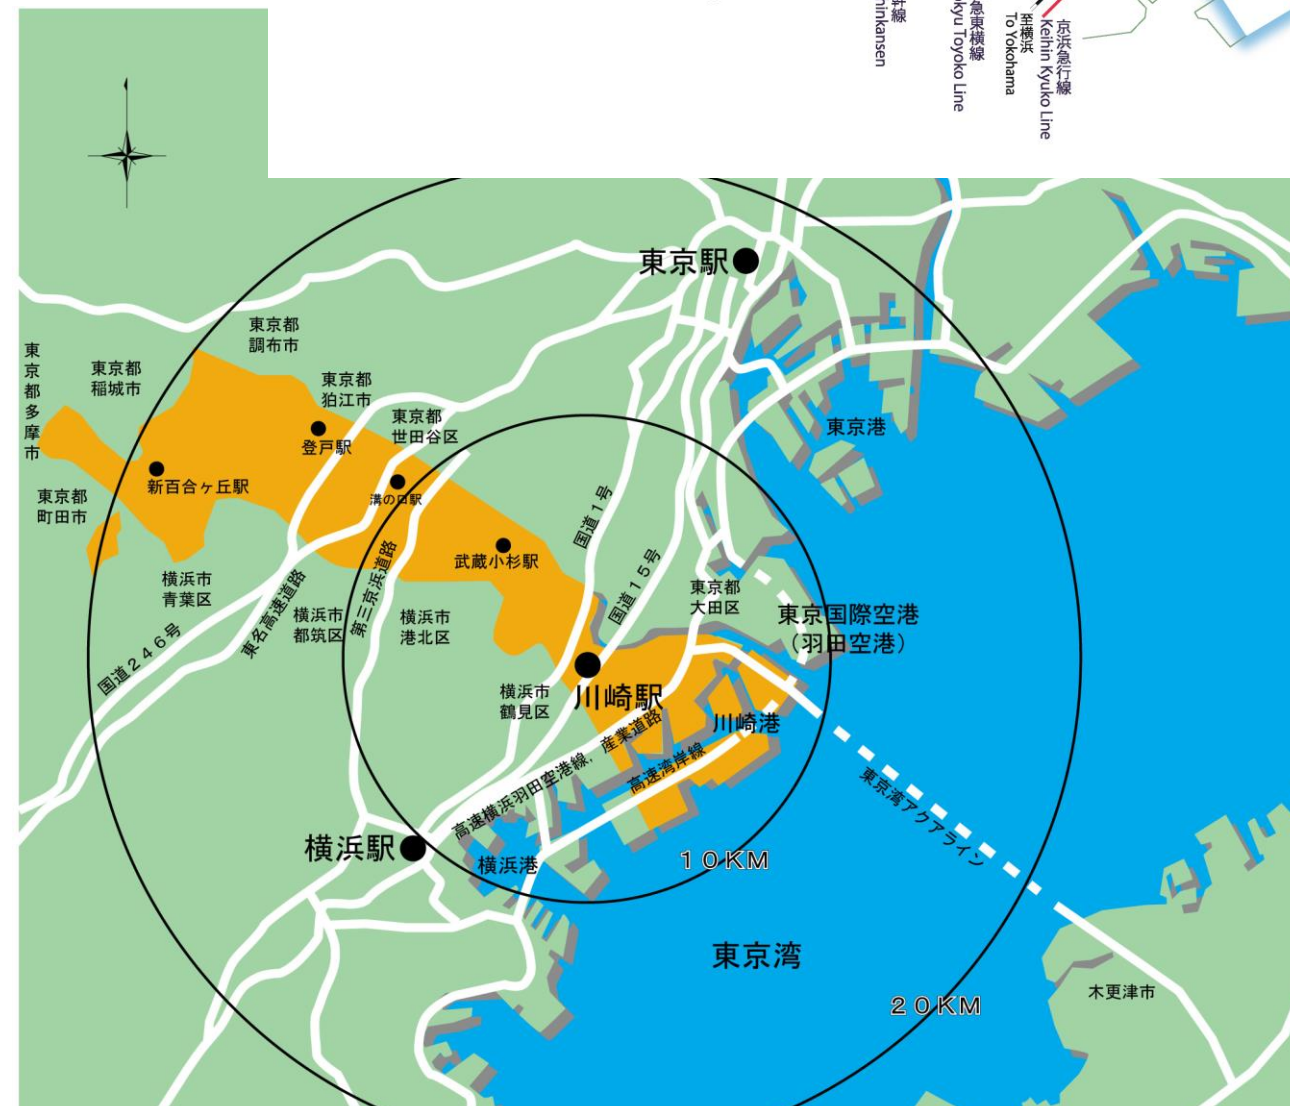 線
hinkansen
急東横線
kyu Toyoko Line
至横浜
To Yokohama
京浜急行線
Keihin Kyuko Line
東京駅
東京都
調布市
東京都多摩市
東京都
稲城市
東京都
狛江市
東京都
世田谷区
登戸駅
東京港
新百合ヶ丘駅
溝の口駅
東京都
町田市
国道1号
武蔵小杉駅
国道15号
第三京浜道路
横浜市
青葉区
東名高速道路
横浜市
都筑区
横浜市
港北区
東京都
大田区
東京国際空港
(羽田空港)
国道246号
川崎駅
横浜市
鶴見区
川崎港
高速横浜羽田空港線, 産業道路
高速湾岸線
東京湾アクアライン
横浜駅
横浜港
10KM
東京湾
木更津市
20KM